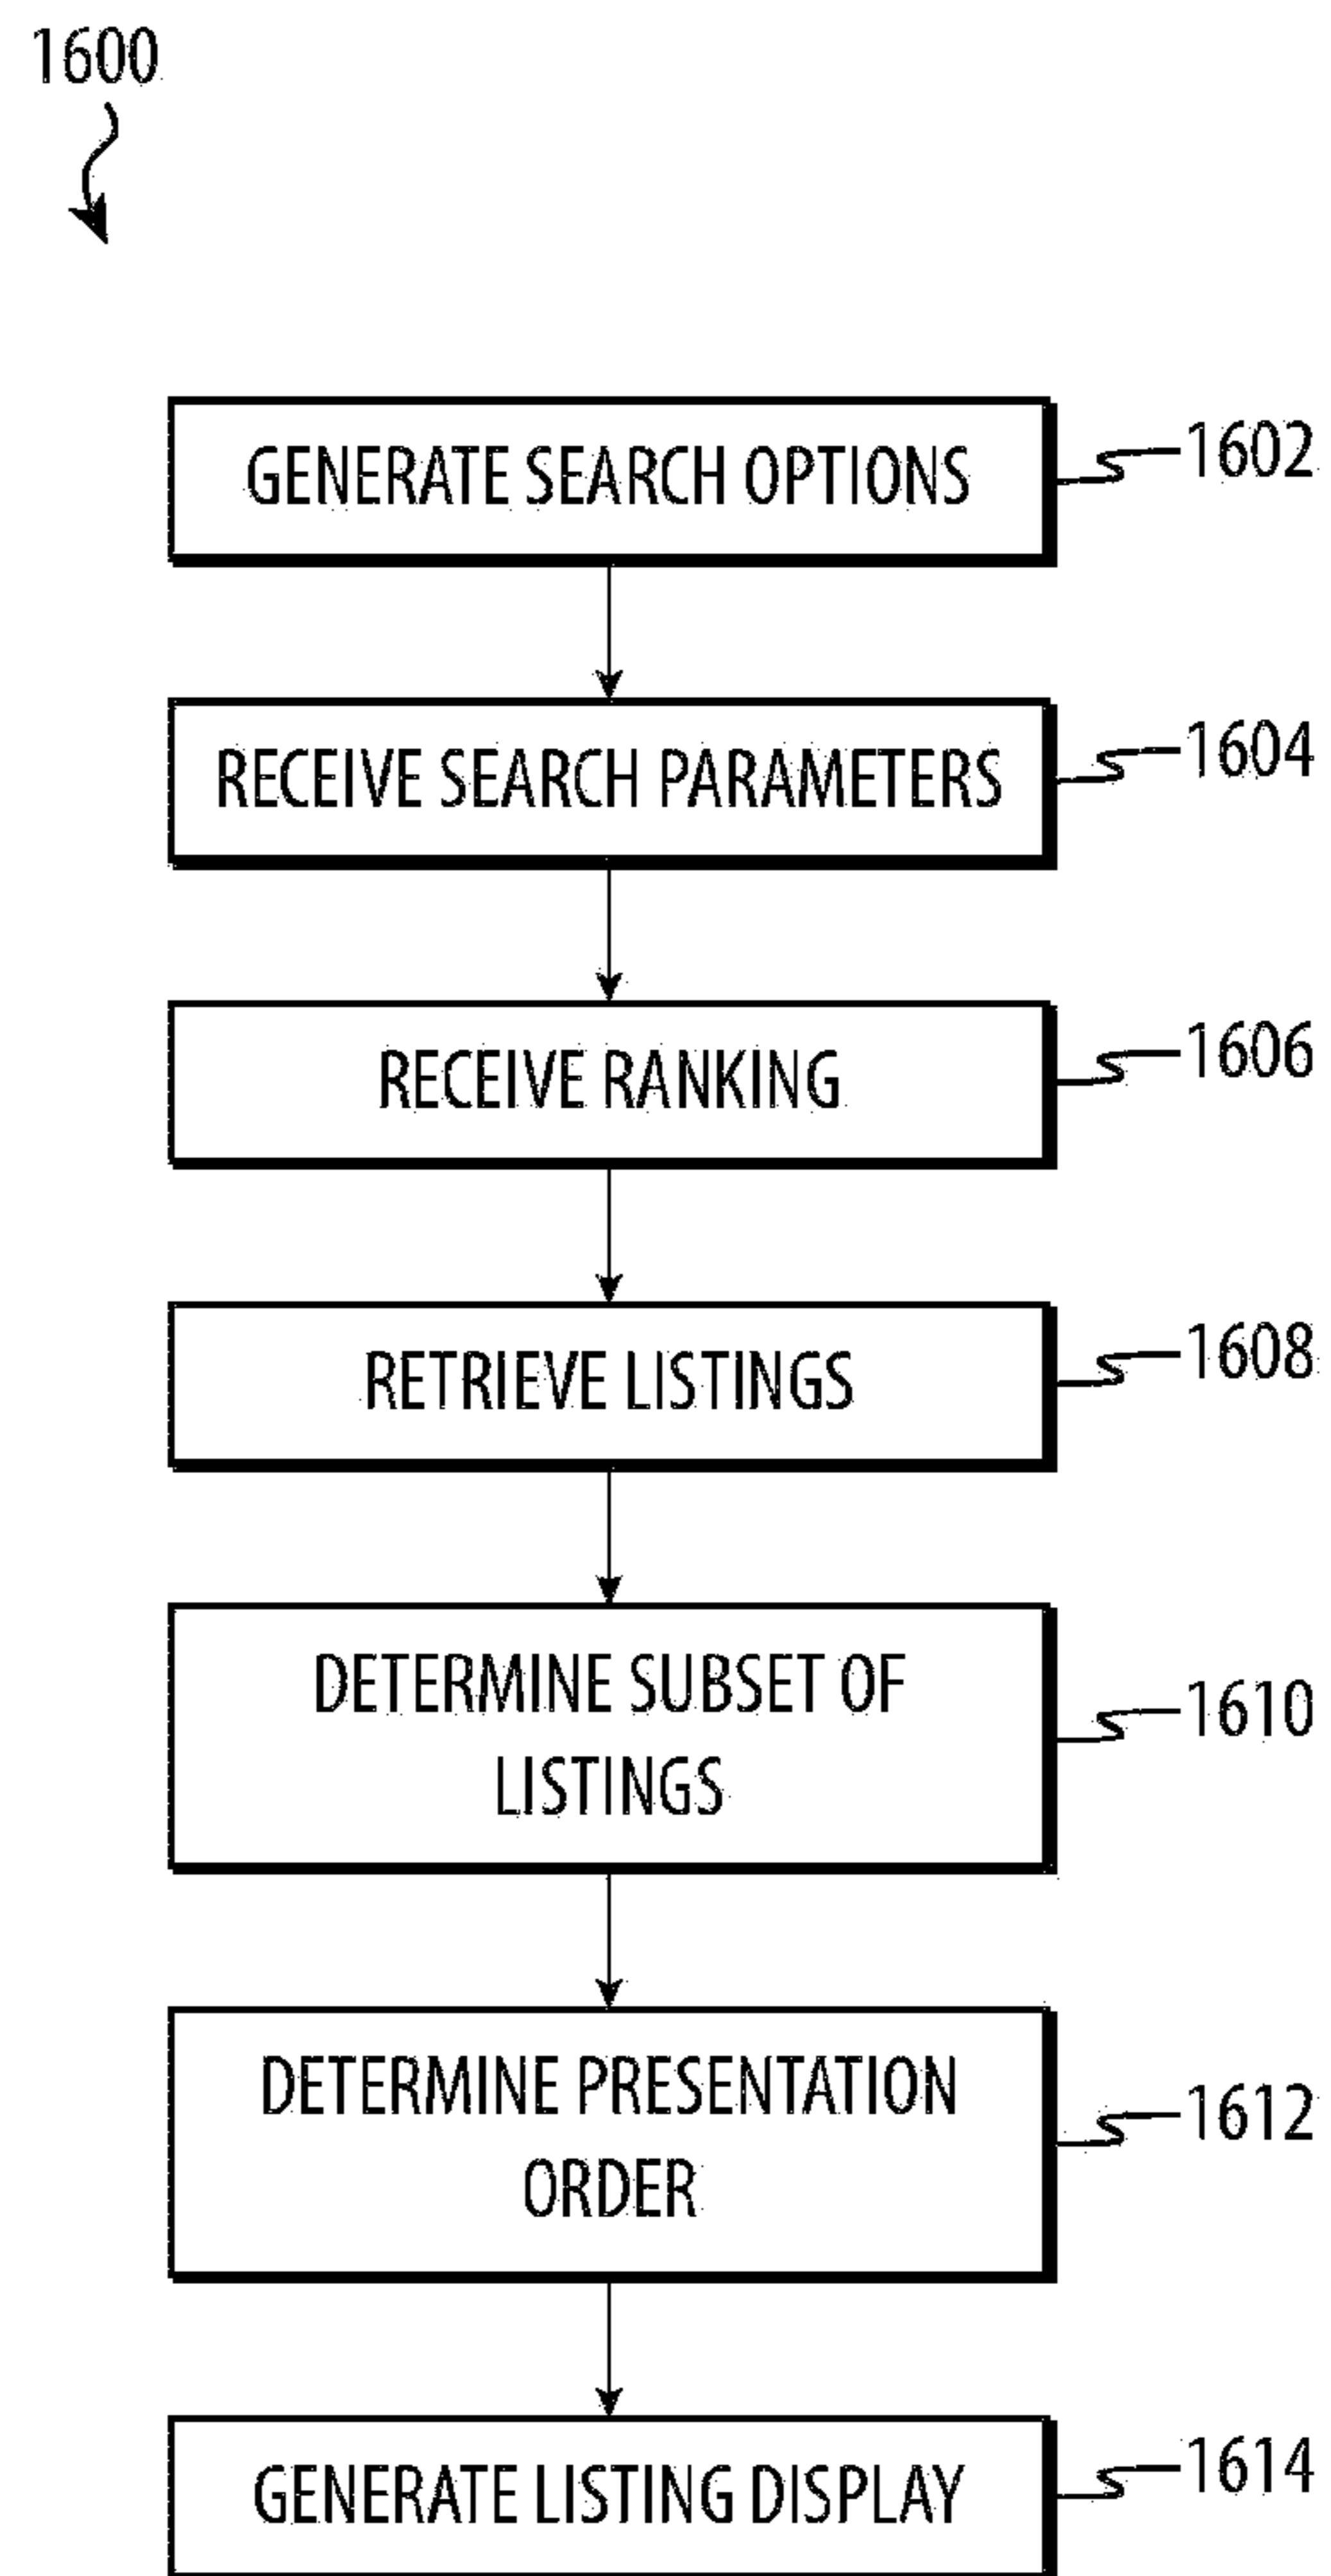 1600
GENERATE SEARCH OPTIONS
1602
RECEIVE SEARCH PARAMETERS
1604
RECEIVE RANKING
1606
RETRIEVE LISTINGS
1608
DETERMINE SUBSET OF
LISTINGS
1610
DETERMINE PRESENTATION
ORDER
1612
GENERATE LISTING DISPLAY
1614